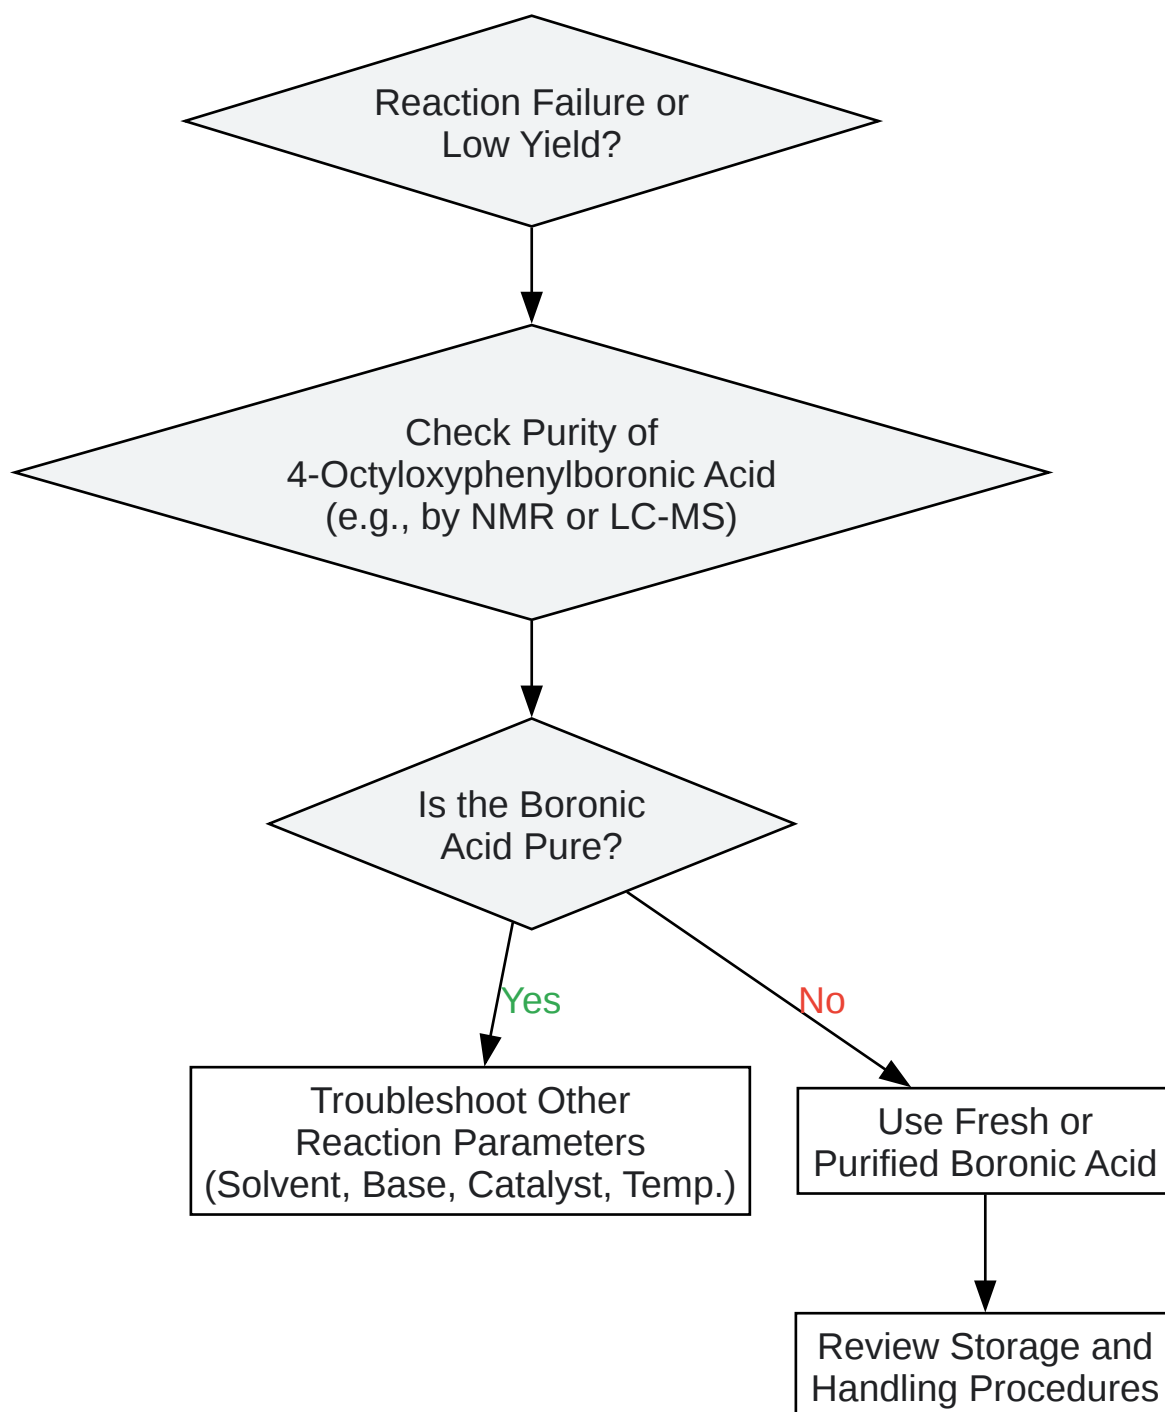 Reaction Failure or
Low Yield?
Check Purity of
4-Octyloxyphenylboronic Acid
(e.g., by NMR or LC-MS)
Is the Boronic
Acid Pure?
Yes
No
Troubleshoot Other
Reaction Parameters
(Solvent, Base, Catalyst, Temp.)
Use Fresh or
Purified Boronic Acid
Review Storage and
Handling Procedures